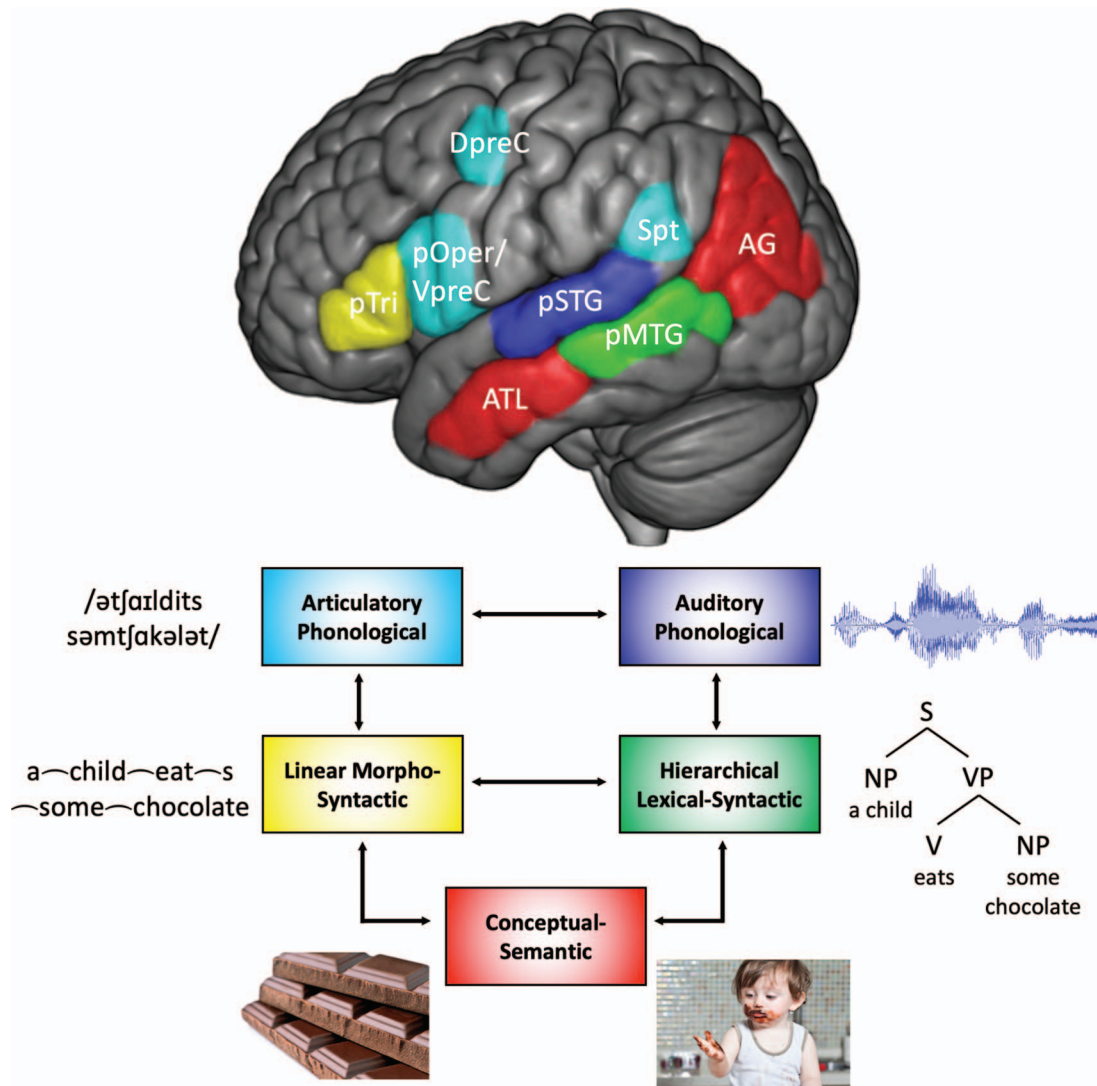 DpreC
Spt
AG
pOper/
VpreC
pTri
pSTG
pMTG
ATL
/ətʃɑɪldits
səmtʃɑkələt/
Articulatory
Phonological
Auditory
Phonological
a⁀child⁀eat⁀s
⁀some⁀chocolate
Linear Morpho-
Syntactic
Hierarchical
Lexical-Syntactic
S
NP VP
a child
V NP
eats some
chocolate
Conceptual-
Semantic